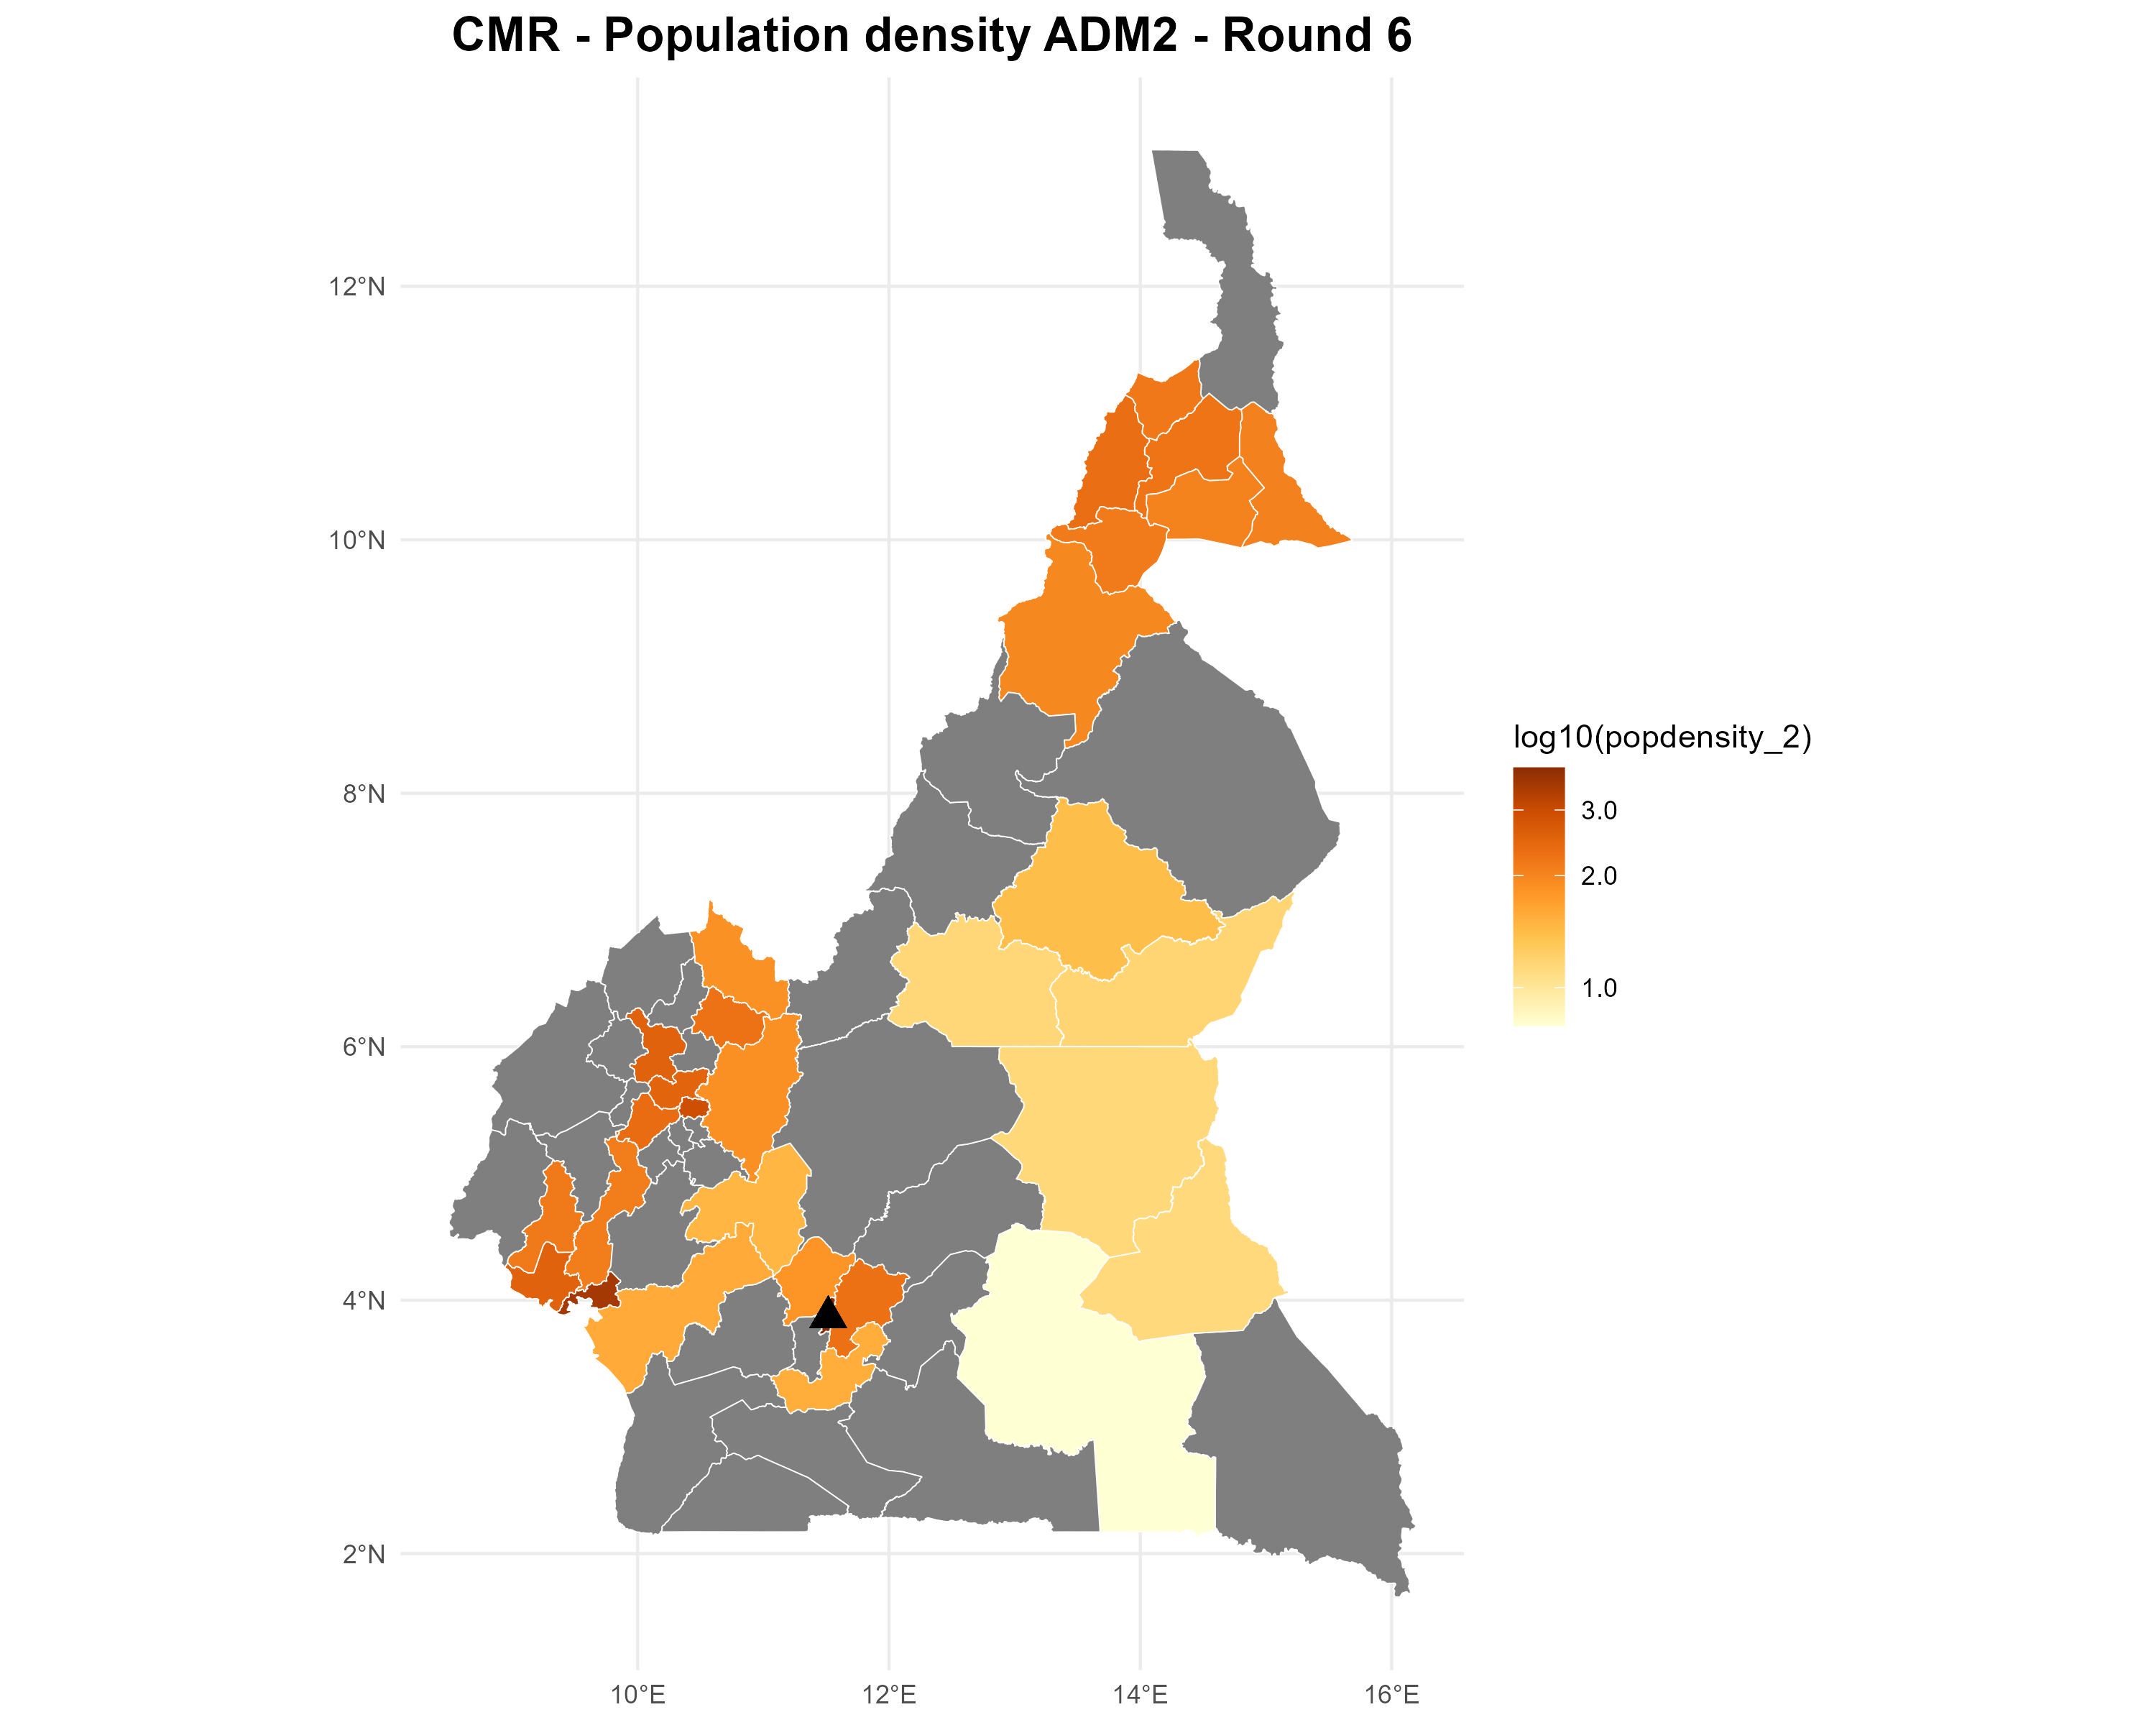 CMR - Population density ADM2 - Round 6
12°N
10°N
8°N
6°N
4°N
2°N
10°E
12°E
14°E
16°E
log10(popdensity_2)
3.0
2.0
1.0